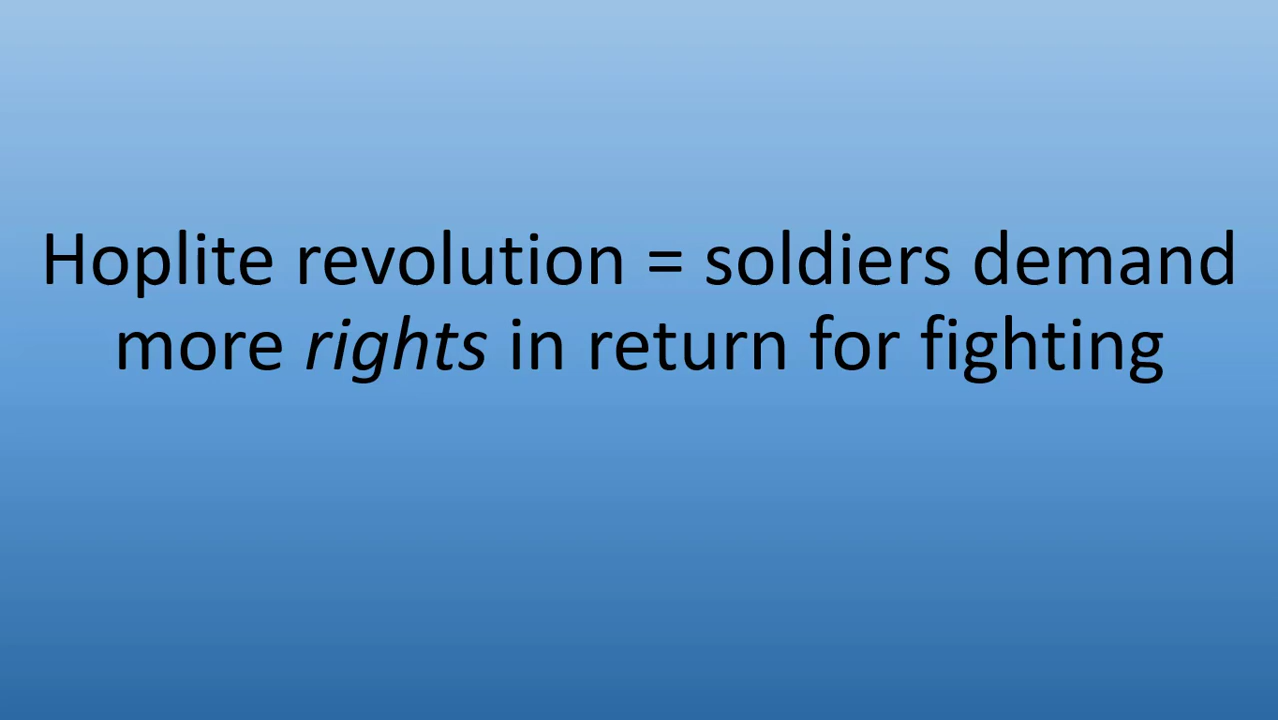 Hoplite revolution = soldiers demand
more rights in return for fighting